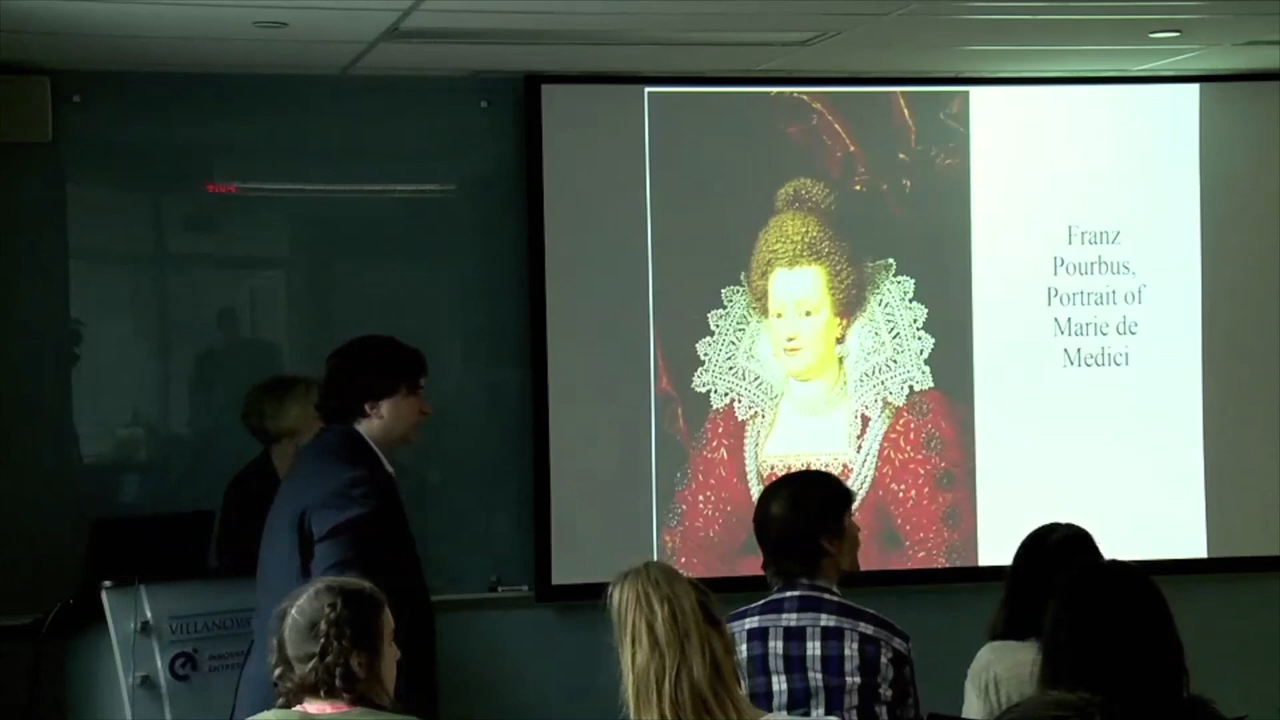 Franz
Pourbus,
Portrait of
Marie de
Medici
VILLANOVA